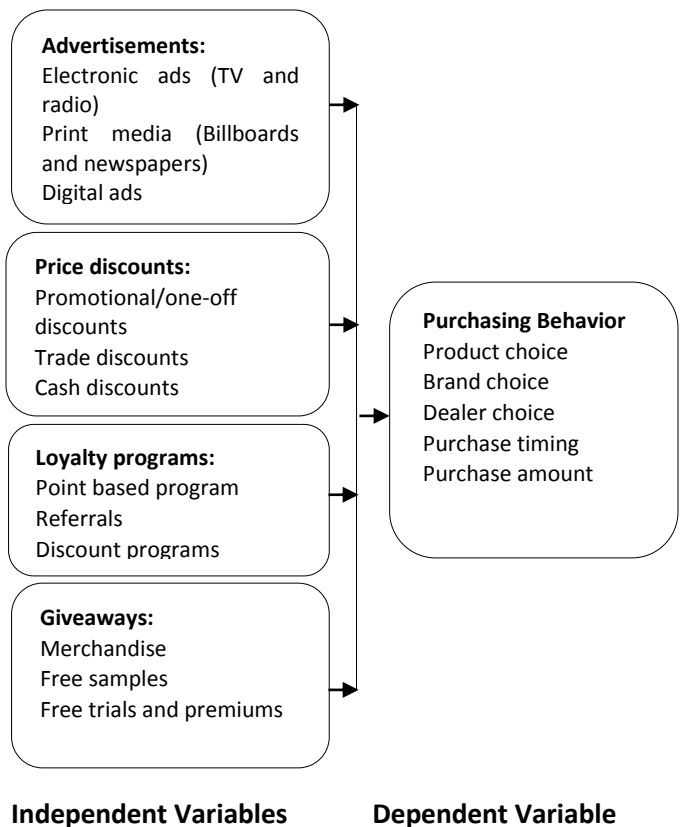 Advertisements:
Electronic ads (TV and
radio)
Print media (Billboards
and newspapers)
Digital ads
Price discounts:
Promotional/one-off
discounts
Trade discounts
Cash discounts
Loyalty programs:
Point based program
Referrals
Discount programs
Giveaways:
Merchandise
Free samples
Free trials and premiums
Purchasing Behavior
Product choice
Brand choice
Dealer choice
Purchase timing
Purchase amount
Independent Variables
Dependent Variable